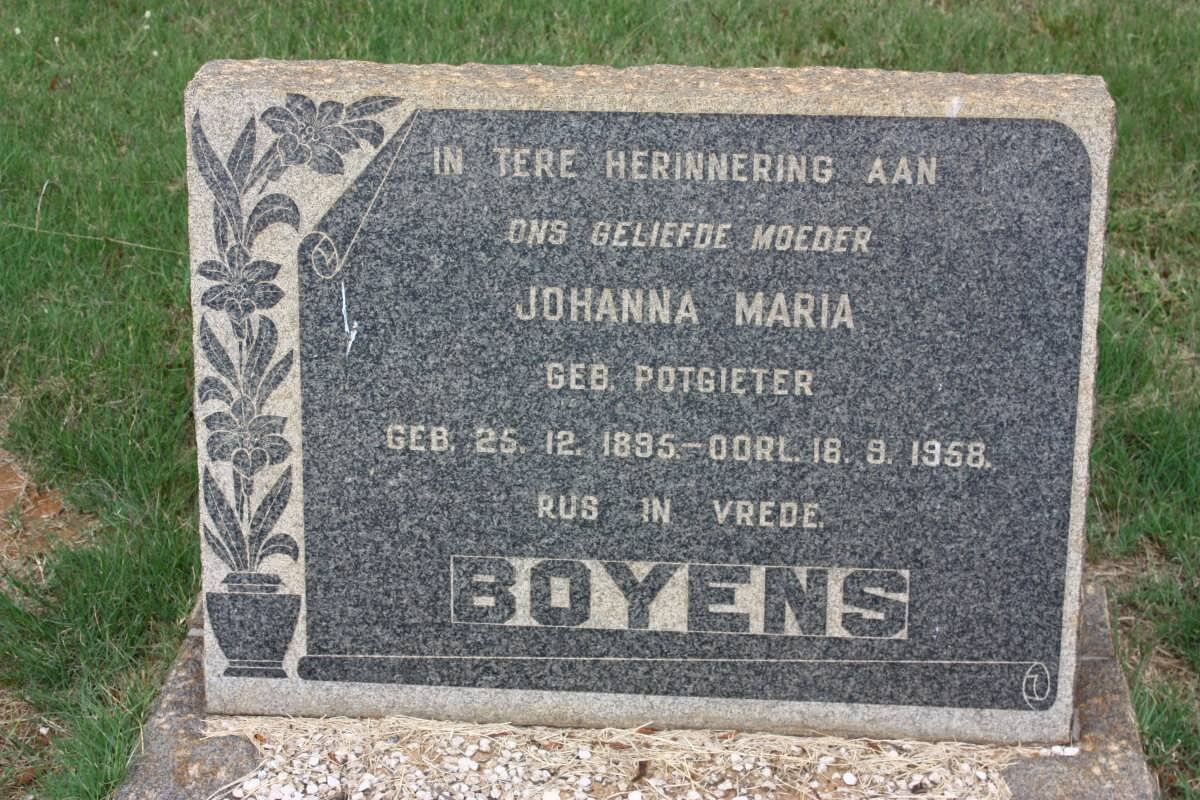 IN TERE HERINNERING AAN
ONS GELIEFDE MOEDER
JOHANNA MARIA
GEB. POTGIETER
GEB. 25. 12. 1895.—OORL. 18. 9. 1958.
RUS IN VREDE.
BOYENS